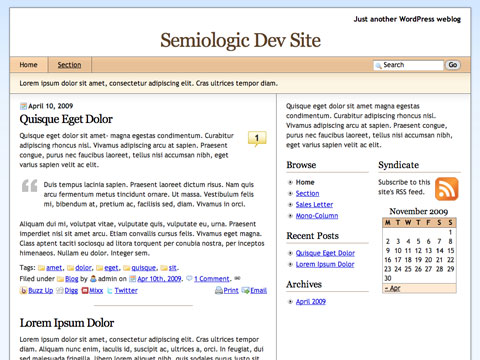 Just another WordPress weblog
Semiologic Dev Site
Home
Section
Search
Go
Lorem ipsum dolor sit amet, consectetur adipiscing elit. Cras ultrices tempor diam.
April 10, 2009
Quisque Eget Dolor
Quisque eget dolor sit amet- magna egestas condimentum. Curabitur
adipiscing rhoncus nisl. Vivamus adipiscing arcu at sapien. Praesent
congue, purus nec faucibus laoreet, tellus nisi accumsan nibh, eget
varius sapien velit ac elit.
1
“
Duis tempus lacinia sapien. Praesent laoreet dictum risus. Nam quis
arcu fermentum metus tincidunt ornare. Ut massa. Vestibulum felis
bibendum at, pretium ac, facilisis sed, diam. Vivamus in orci.
Aliquam dui mi, volutpat vitae, vulputate quis, vulputate eu, urna. Praesent
imperdiet nisl sit amet arcu. Etiam convallis cursus felis. Vivamus eget magna.
Class aptent taciti sociosqu ad litora torquent per conubia nostra, per inceptos
himenaeos. Nullam eu dolor. Integer sem.
Tags: amet, dolor, eget, quisque, sit.
Filed under Blog by admin on Apr 10th, 2009. 1 Comment.
Buzz Up Digg Mixx Twitter Print Email
Lorem Ipsum Dolor
Lorem ipsum dolor sit amet, consectetur adipiscing elit. Cras ultrices tempor
diam. Aliquam nunc enim, iaculis id, suscipit ac, ultrices a, orci. In feugiat, dui
sed malesuada rhoncus, libero lorem aliquet nibh, quis sodales purus justo et
Quisque eget dolor sit amet magna egestas condimentum.
Curabitur adipiscing rhoncus nisl. Vivamus adipiscing arcu
at sapien. Praesent congue, purus nec faucibus laoreet,
tellus nisi accumsan nibh, eget varius sapien velit ac elit.
Browse
Home
Section
Sales Letter
Mono-Column
Recent Posts
Quisque Eget Dolor
Lorem Ipsum Dolor
Archives
April 2009
Syndicate
Subscribe to this
site's RSS feed.
November 2009
M T W T F S S
1
2 3 4 5 6 7 8
9 10 11 12 13 14 15
16 17 18 19 20 21 22
23 24 25 26 27 28 29
30
« Apr